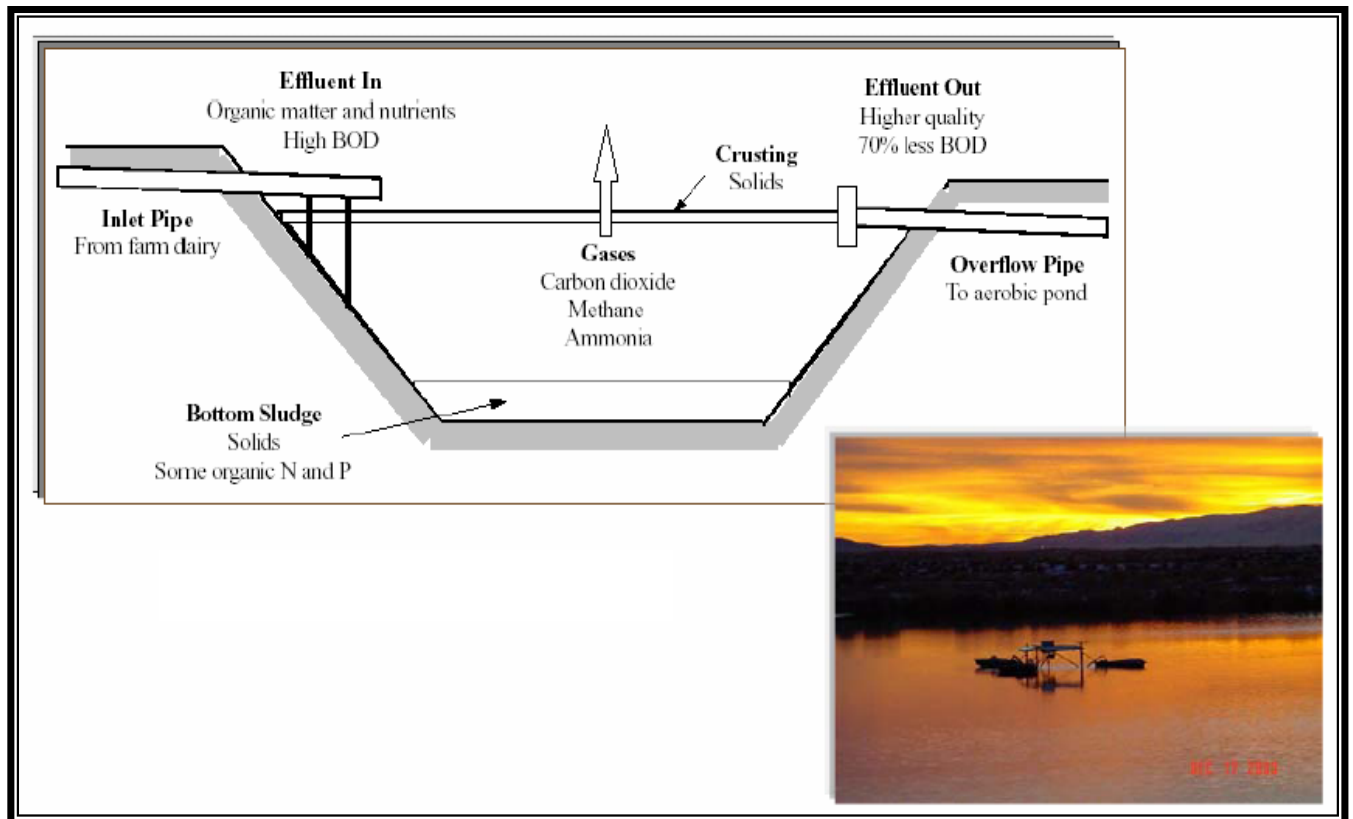 Effluent In
Organic matter and nutrients
High BOD
Effluent Out
Higher quality
70% less BOD
Crusting
Solids
Inlet Pipe
From farm dairy
Gases
Carbon dioxide
Methane
Ammonia
Overflow Pipe
To aerobic pond
Bottom Sludge
Solids
Some organic N and P
DEC 17